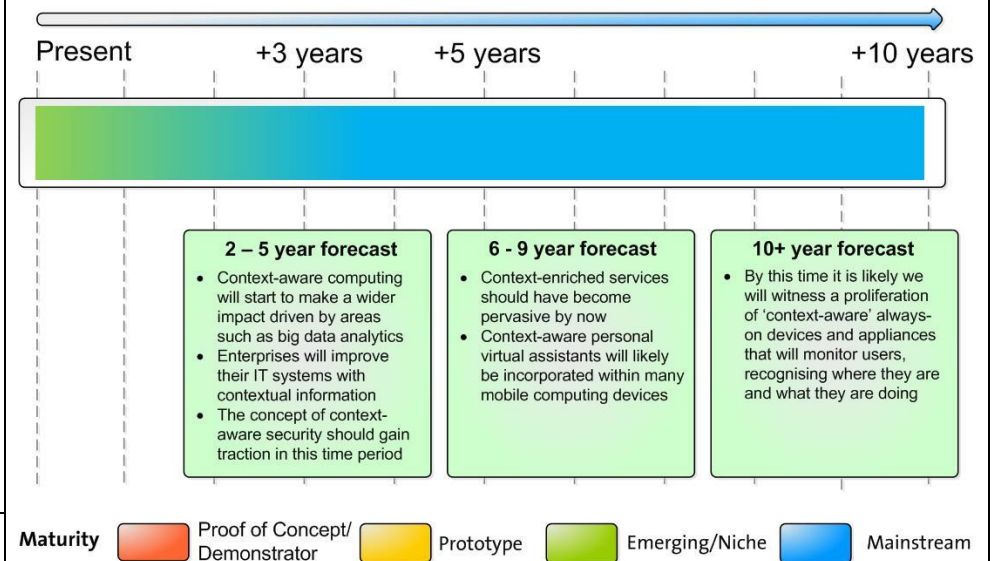 Present +3 years +5 years +10 years
2 – 5 year forecast
• Context-aware computing
will start to make a wider
impact driven by areas
such as big data analytics
• Enterprises will improve
their IT systems with
contextual information
• The concept of context-
aware security should gain
traction in this time period
6 - 9 year forecast
• Context-enriched services
should have become
pervasive by now
• Context-aware personal
virtual assistants will likely
be incorporated within many
mobile computing devices
10+ year forecast
• By this time it is likely we
will witness a proliferation
of ‘context-aware’ always-
on devices and appliances
that will monitor users,
recognising where they are
and what they are doing
Maturity
Proof of Concept/
Demonstrator
Prototype
Emerging/Niche
Mainstream